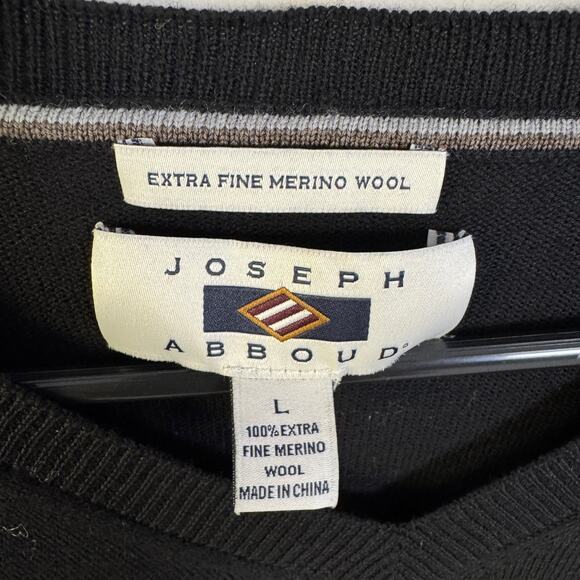 EXTRA FINE MERINO WOOL
JOSEPH
ABBOUD®
L
100% EXTRA
FINE MERINO
WOOL
MADE IN CHINA